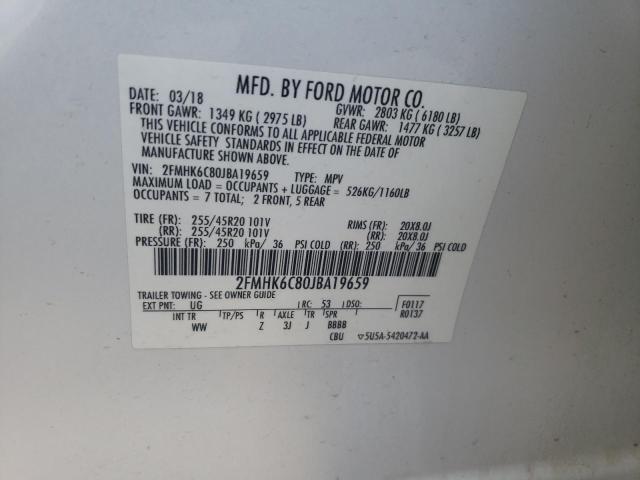 MFD. BY FORD MOTOR CO.
DATE: 03/18 GVWR: 2803 KG ( 6180 LB)
FRONT GAWR: 1349 KG ( 2975 LB) REAR GAWR: 1477 KG ( 3257 LB)
THIS VEHICLE CONFORMS TO ALL APPLICABLE FEDERAL MOTOR
VEHICLE SAFETY STANDARDS IN EFFECT ON THE DATE OF
MANUFACTURE SHOWN ABOVE.
VIN: 2FMHK6C80JBA19659 TYPE: MPV
MAXIMUM LOAD = OCCUPANTS + LUGGAGE = 526KG/1160LB
OCCUPANTS = 7 TOTAL; 2 FRONT, 5 REAR
TIRE (FR): 255/45R20 101V RIMS (FR): 20X8.0J
(RR): 255/45R20 101V (RR): 20X8.0J
PRESSURE (FR): 250 kPa/ 36 PSI COLD (RR): 250 kPa/ 36 PSI COLD
2FMHK6C80JBA19659
TRAILER TOWING - SEE OWNER GUIDE
EXT PNT: UG RC: 53 DSO: F0117
R0137
INT TR TP/PS R AXLE TR SPR
WW Z 3J J BBBB
CBU ▽5U5A-5420472-AA